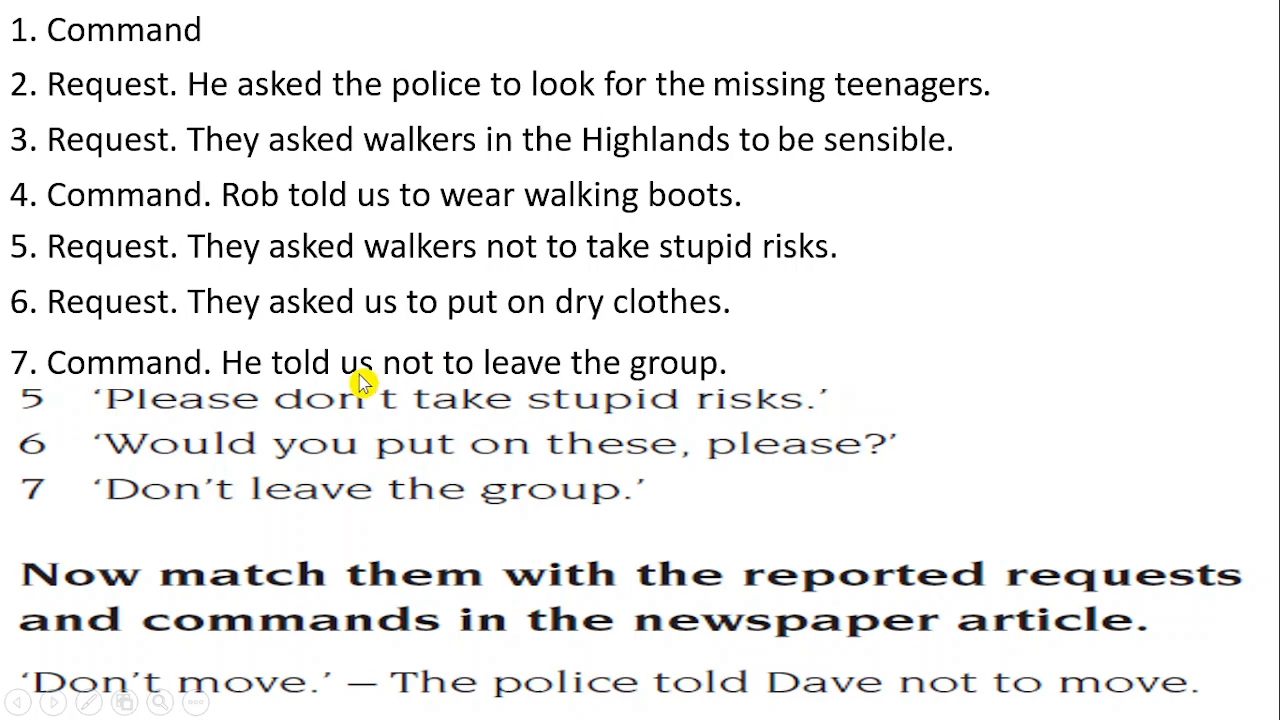 1. Command
2. Request. He asked the police to look for the missing teenagers.
3. Request. They asked walkers in the Highlands to be sensible.
4. Command. Rob told us to wear walking boots.
5. Request. They asked walkers not to take stupid risks.
6. Request. They asked us to put on dry clothes.
7. Command. He told us not to leave the group.
5 ‘Please don’t take stupid risks.’
6 ‘Would you put on these, please?’
7 ‘Don’t leave the group.’
Now match them with the reported requests
and commands in the newspaper article.
‘Don’t move.’ – The police told Dave not to move.